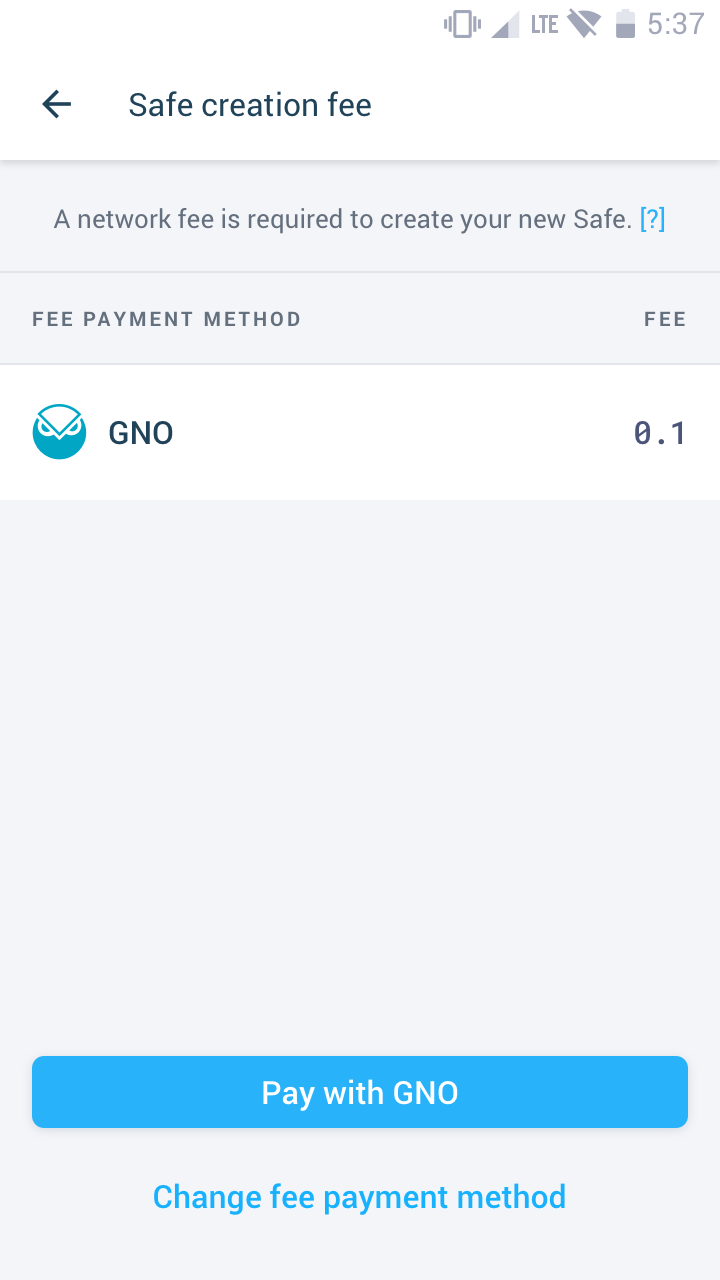 LTE 5:37
Safe creation fee
A network fee is required to create your new Safe. [?]
FEE PAYMENT METHOD FEE
GNO 0.1
Pay with GNO
Change fee payment method